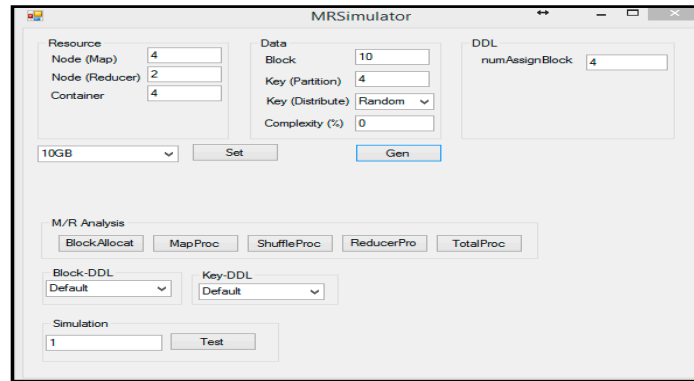 MRSimulator
Resource
Node (Map) 4
Node (Reducer) 2
Container 4
Data
Block 10
Key (Partition) 4
Key (Distribute) Random
Complexity (%) 0
DDL
numAssignBlock 4
10GB Set Gen
M/R Analysis
BlockAllocat MapProc ShuffleProc ReducerPro TotalProc
Block-DDL
Default
Key-DDL
Default
Simulation
1 Test